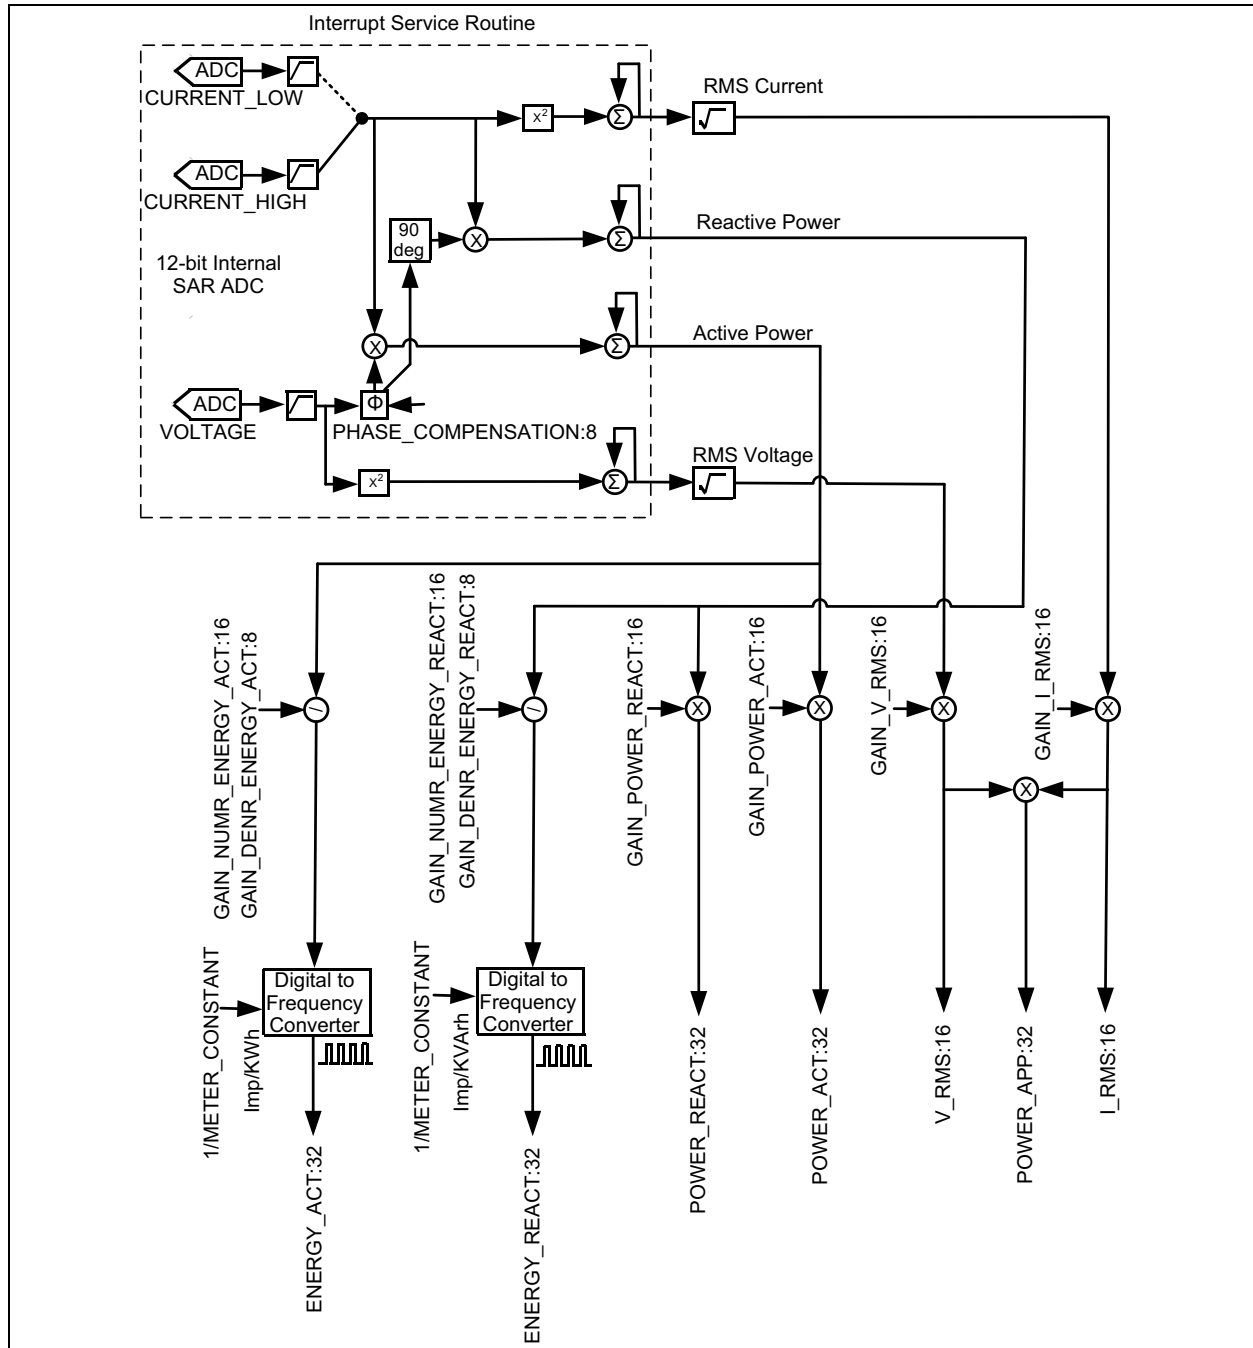 Interrupt Service Routine
ADC
CURRENT_LOW
RMS Current
x²
Σ
√
ADC
CURRENT_HIGH
90
deg
X
Σ
Reactive Power
12-bit Internal
SAR ADC
X
Σ
Active Power
ADC
VOLTAGE
Φ
PHASE_COMPENSATION:8
x²
Σ
RMS Voltage
√
GAIN_NUMR_ENERGY_ACT:16
GAIN_DENR_ENERGY_ACT:8
/
GAIN_NUMR_ENERGY_REACT:16
GAIN_DENR_ENERGY_REACT:8
/
GAIN_POWER_REACT:16
X
GAIN_POWER_ACT:16
X
GAIN_V_RMS:16
X
GAIN_I_RMS:16
X
X
1/METER_CONSTANT
Imp/KWh
Digital to
Frequency
Converter
1/METER_CONSTANT
Imp/KVArh
Digital to
Frequency
Converter
ENERGY_ACT:32
ENERGY_REACT:32
POWER_REACT:32
POWER_ACT:32
V_RMS:16
POWER_APP:32
I_RMS:16